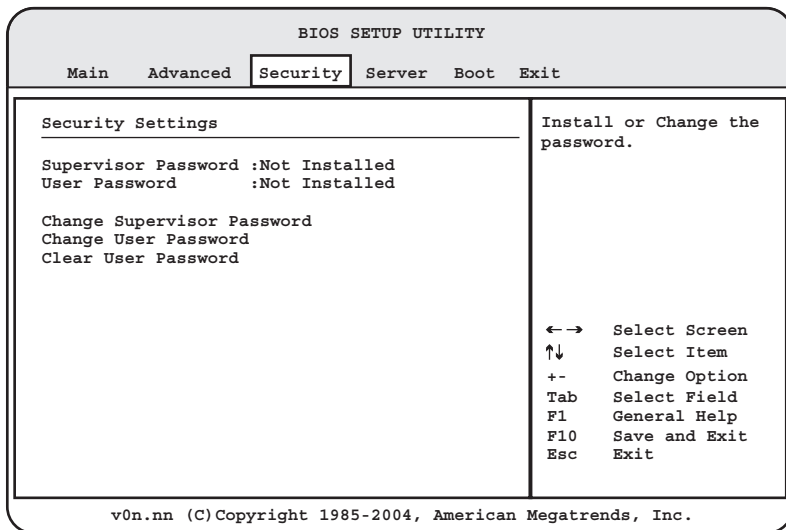 BIOS SETUP UTILITY
Main Advanced Security Server Boot Exit
Security Settings
Supervisor Password :Not Installed
User Password :Not Installed
Change Supervisor Password
Change User Password
Clear User Password
Install or Change the
password.
←→ Select Screen
↑↓ Select Item
+- Change Option
Tab Select Field
F1 General Help
F10 Save and Exit
Esc Exit
v0n.nn (C)Copyright 1985-2004, American Megatrends, Inc.